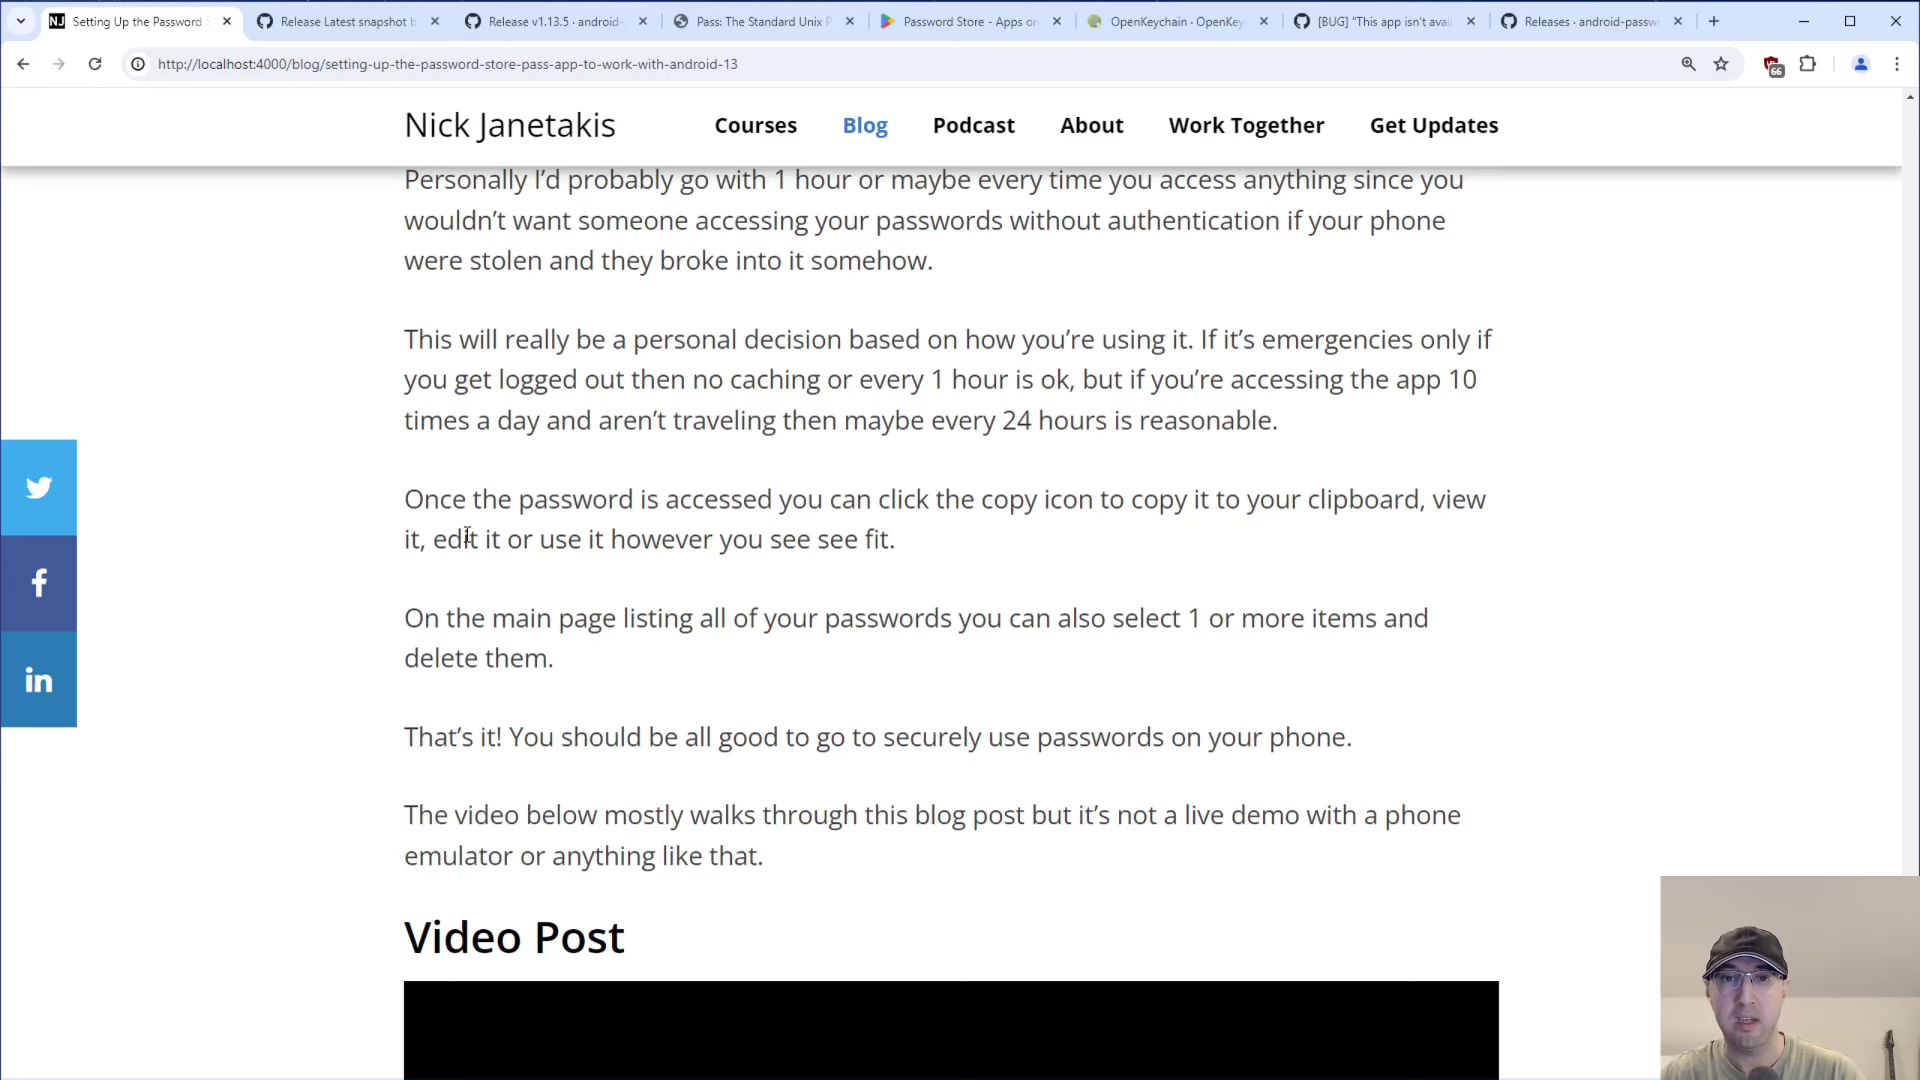 Setting Up the Password S
Release Latest snapshot b
Release v1.13.5 · android-
Pass: The Standard Unix P
Password Store - Apps on
OpenKeychain · OpenKey
[BUG] "This app isn't avai
Releases · android-passw
http://localhost:4000/blog/setting-up-the-password-store-pass-app-to-work-with-android-13
66
Nick Janetakis
Courses
Blog
Podcast
About
Work Together
Get Updates
Personally I’d probably go with 1 hour or maybe every time you access anything since you
wouldn’t want someone accessing your passwords without authentication if your phone
were stolen and they broke into it somehow.
This will really be a personal decision based on how you’re using it. If it’s emergencies only if
you get logged out then no caching or every 1 hour is ok, but if you’re accessing the app 10
times a day and aren’t traveling then maybe every 24 hours is reasonable.
Once the password is accessed you can click the copy icon to copy it to your clipboard, view
it, edit it or use it however you see see fit.
On the main page listing all of your passwords you can also select 1 or more items and
delete them.
That’s it! You should be all good to go to securely use passwords on your phone.
The video below mostly walks through this blog post but it’s not a live demo with a phone
emulator or anything like that.
Video Post